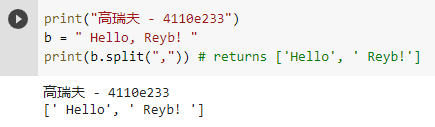 print("高瑞夫 - 4110e233")
b = " Hello, Reyb! "
print(b.split(",")) # returns ['Hello', ' Reyb!']
高瑞夫 - 4110e233
[' Hello', ' Reyb! ']